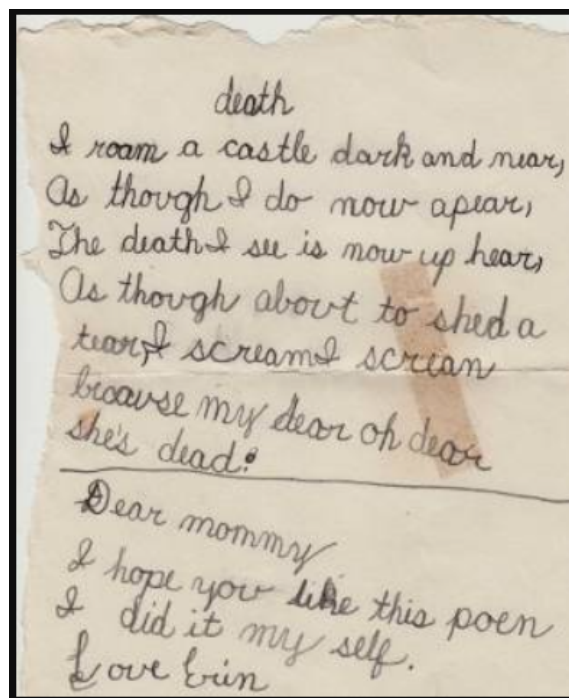 death
I roam a castle dark and near,
As though I do now apear,
The death I see is now up hear,
As though about to shed a
tear, I scream I screian
because my dear oh dear
she's dead.
Dear mommy
I hope you like this poen
I did it my self.
Love Erin